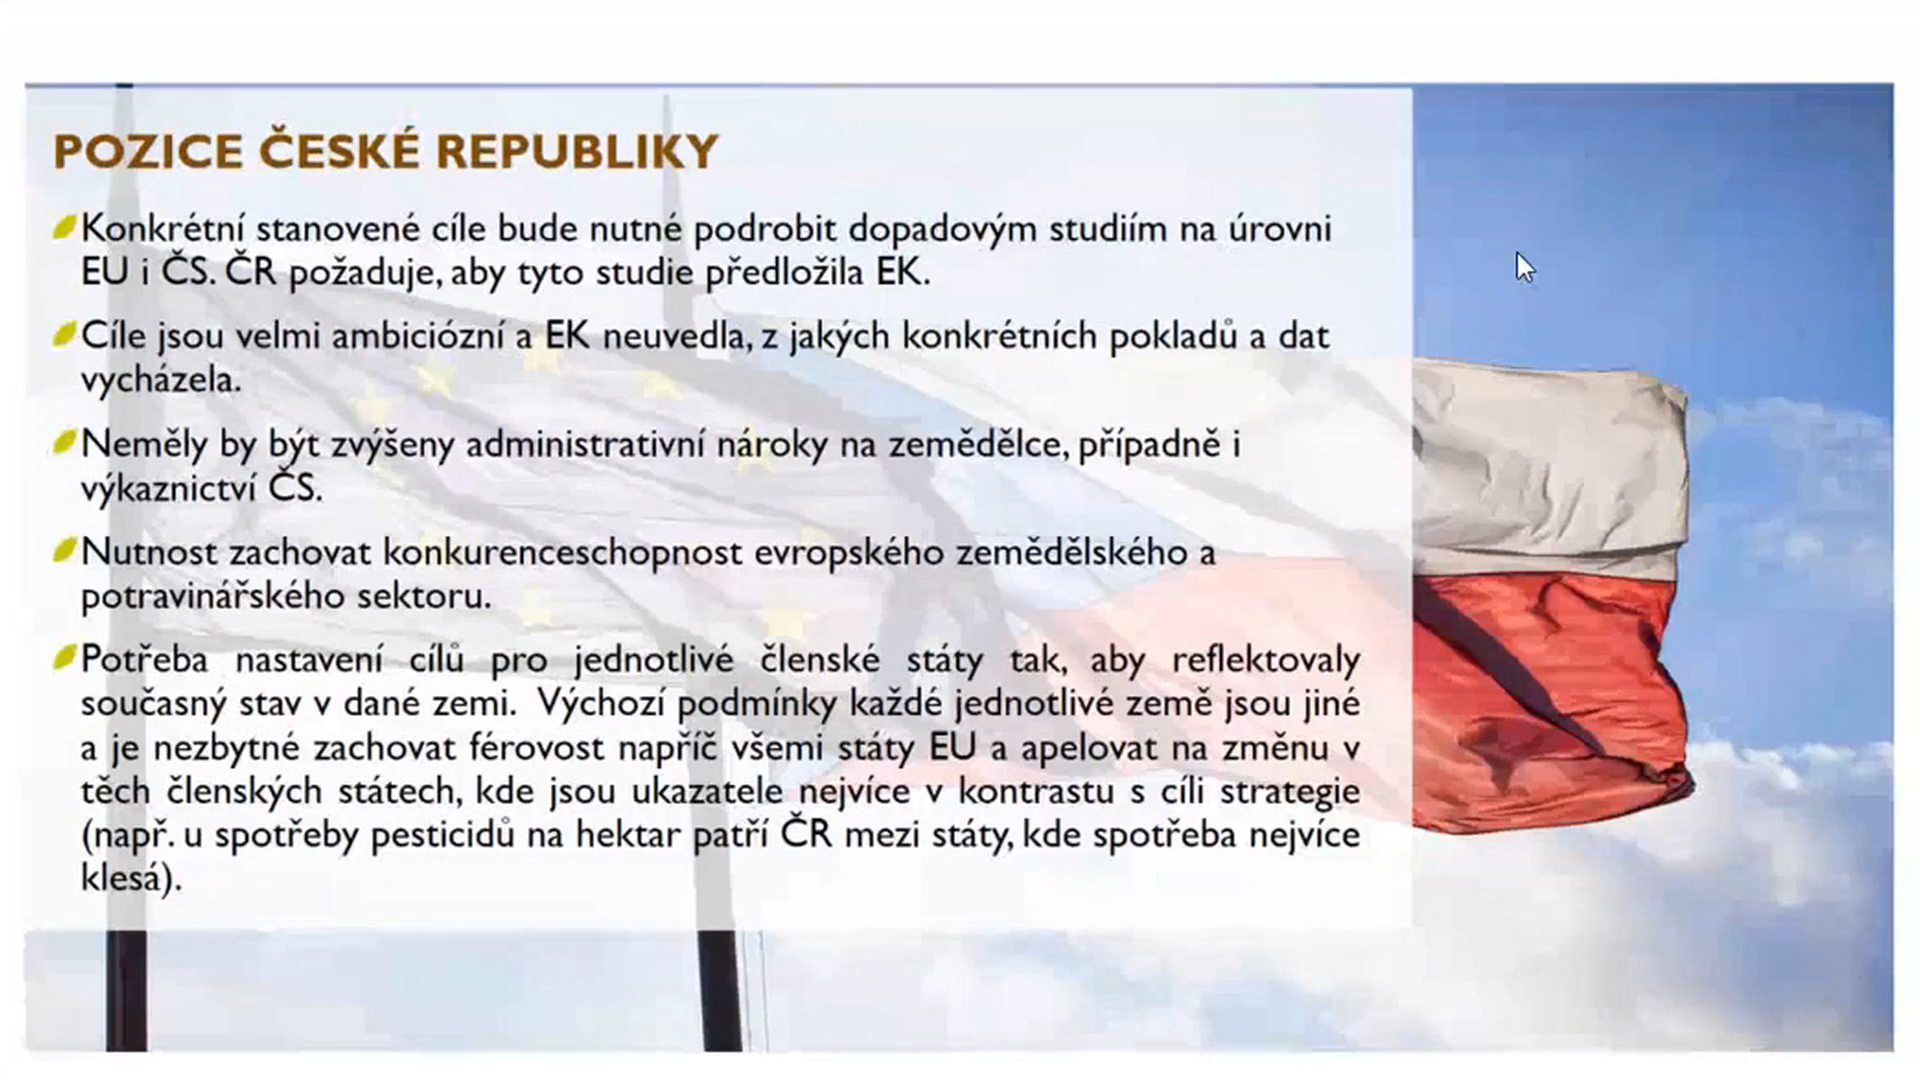 POZICE ČESKÉ REPUBLIKY
Konkrétní stanovené cíle bude nutné podrobit dopadovým studiím na úrovni
EU i ČS. ČR požaduje, aby tyto studie předložila EK.
Cíle jsou velmi ambiciózní a EK neuvedla, z jakých konkrétních pokladů a dat
vycházela.
Neměly by být zvýšeny administrativní nároky na zemědělce, případně i
výkaznictví ČS.
Nutnost zachovat konkurenceschopnost evropského zemědělského a
potravinářského sektoru.
Potřeba nastavení cílů pro jednotlivé členské státy tak, aby reflektovaly
současný stav v dané zemi. Výchozí podmínky každé jednotlivé země jsou jiné
a je nezbytné zachovat férovost napříč všemi státy EU a apelovat na změnu v
těch členských státech, kde jsou ukazatele nejvíce v kontrastu s cíli strategie
(např. u spotřeby pesticidů na hektar patří ČR mezi státy, kde spotřeba nejvíce
klesá).